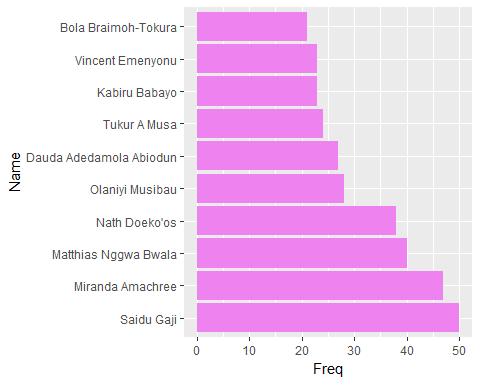 Bola Braimoh-Tokura
Vincent Emenyonu
Kabiru Babayo
Tukur A Musa
Dauda Adedamola Abiodun
Olaniyi Musibau
Nath Doeko'os
Matthias Nggwa Bwala
Miranda Amachree
Saidu Gaji
Name
0 10 20 30 40 50
Freq